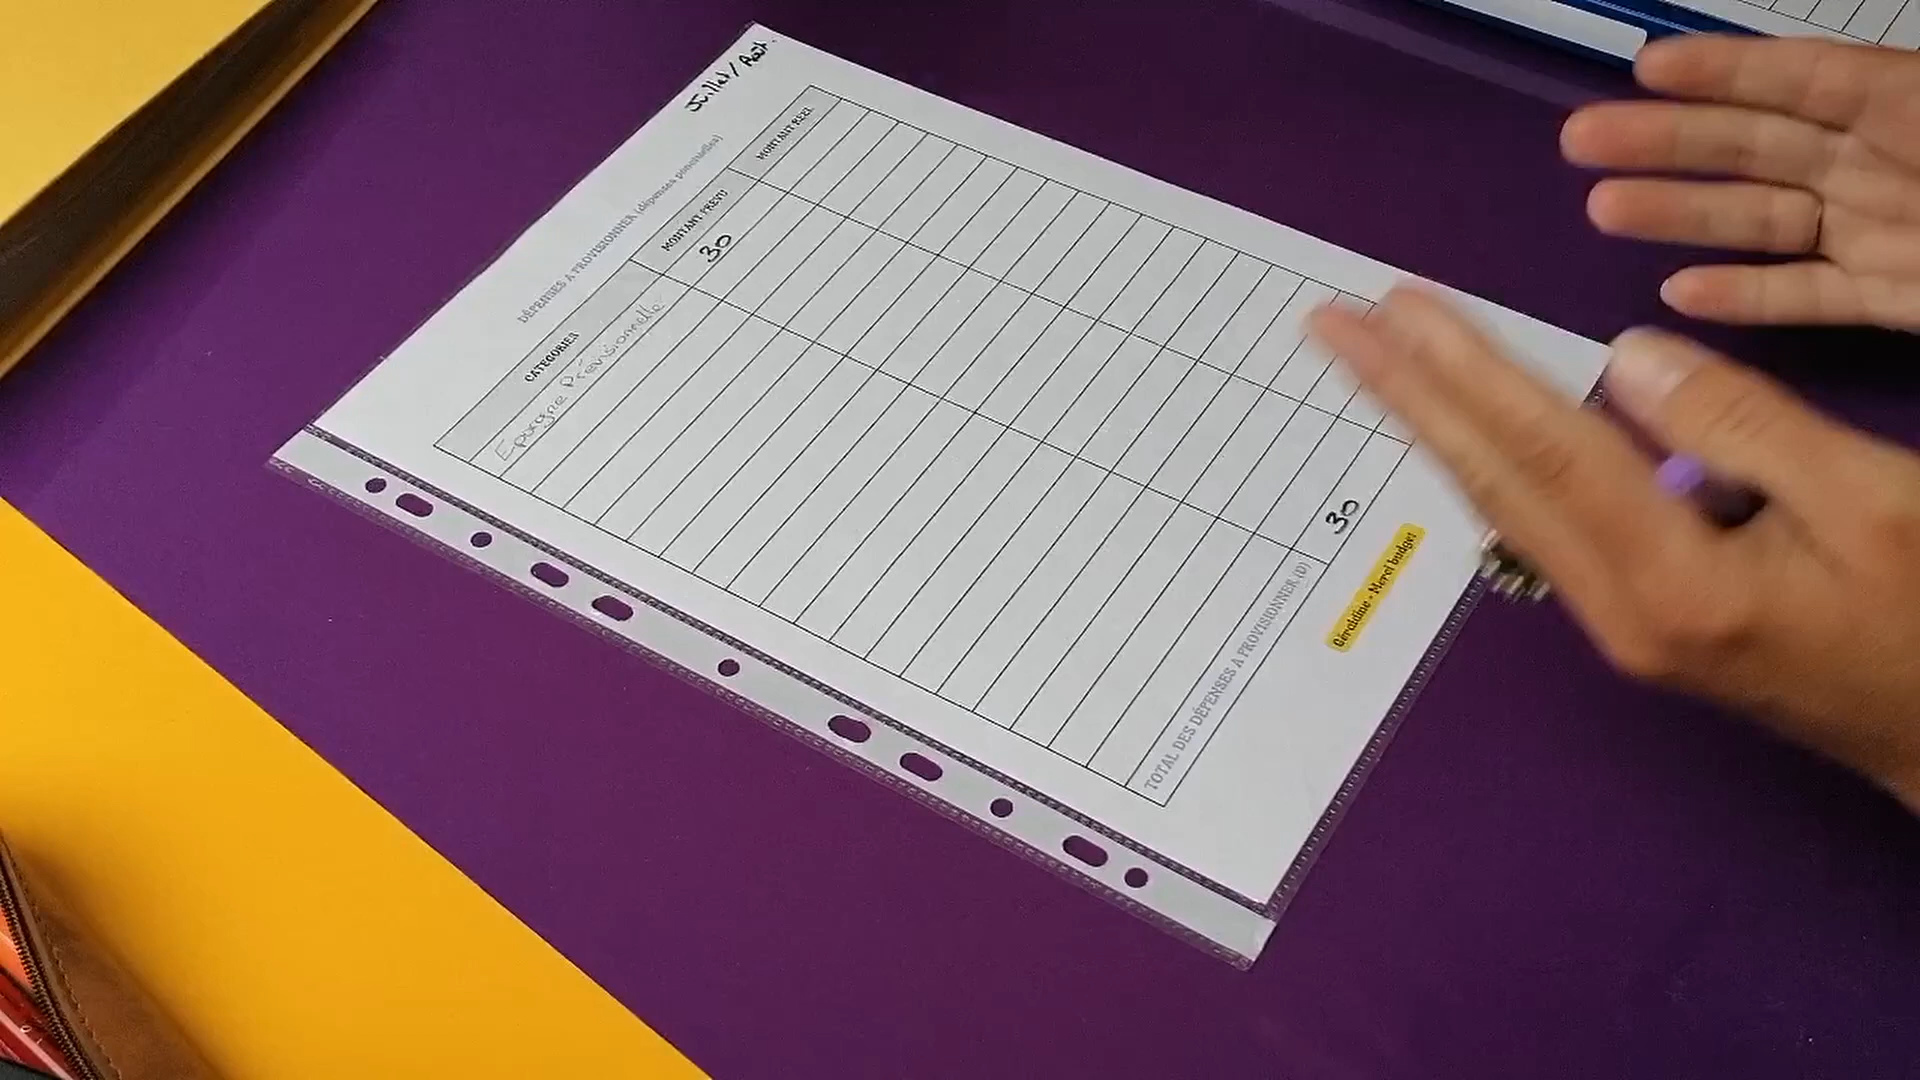 Juillet / Août.
DÉPENSES À PROVISIONNER (dépenses ponctuelles)
CATÉGORIES MONTANT PRÉVU MONTANT RÉEL
Epargne Prévisionnelle 30
TOTAL DES DÉPENSES A PROVISIONNER (D) 30
Géraldine - Merci budget